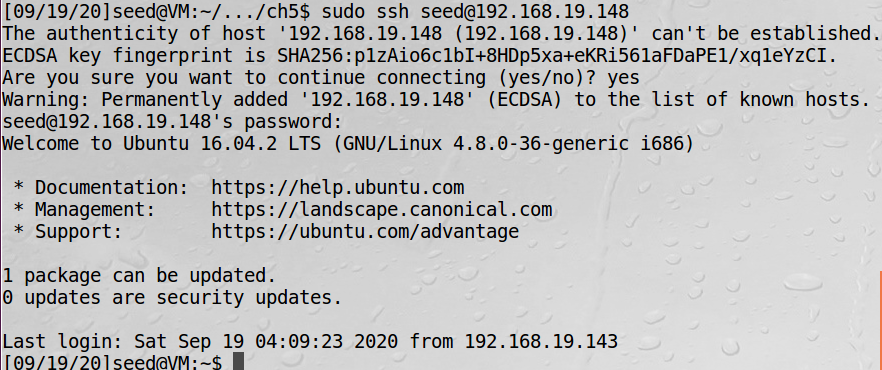 [09/19/20]seed@VM:~/.../ch5$ sudo ssh seed@192.168.19.148
The authenticity of host '192.168.19.148 (192.168.19.148)' can't be established.
ECDSA key fingerprint is SHA256:p1zAio6c1bI+8HDp5xa+eKRi561aFDaPE1/xq1eYzCI.
Are you sure you want to continue connecting (yes/no)? yes
Warning: Permanently added '192.168.19.148' (ECDSA) to the list of known hosts.
seed@192.168.19.148's password:
Welcome to Ubuntu 16.04.2 LTS (GNU/Linux 4.8.0-36-generic i686)
* Documentation:  https://help.ubuntu.com
* Management:     https://landscape.canonical.com
* Support:        https://ubuntu.com/advantage
1 package can be updated.
0 updates are security updates.
Last login: Sat Sep 19 04:09:23 2020 from 192.168.19.143
[09/19/20]seed@VM:~$